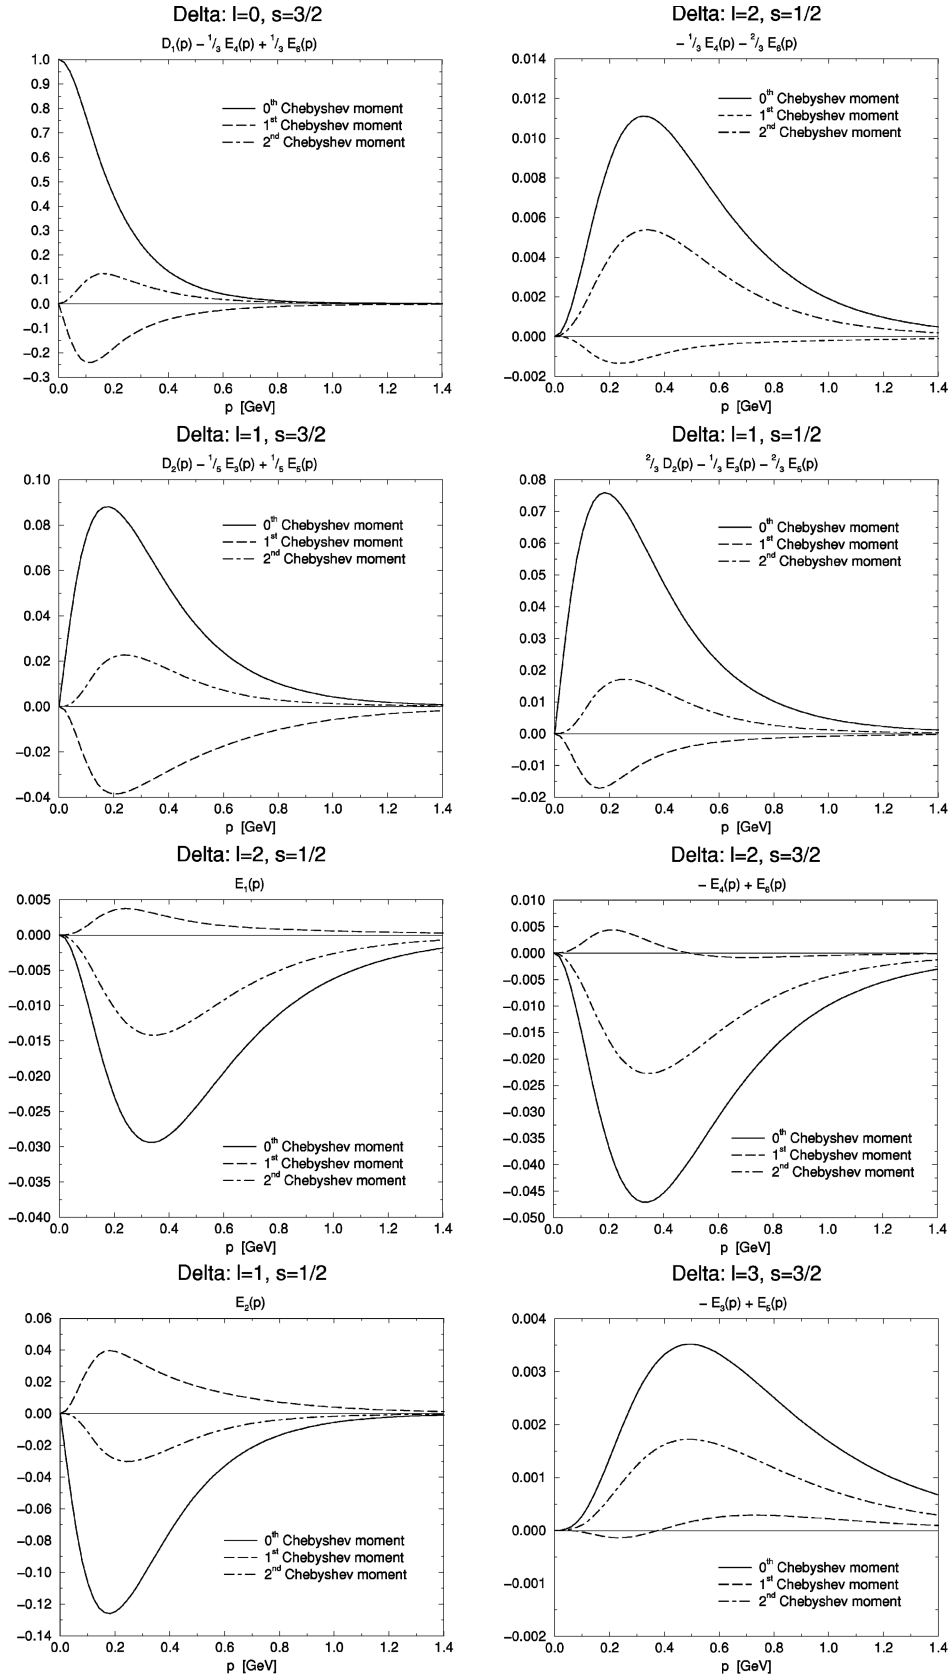 Delta: l=0, s=3/2
D1(p) − 1/3 E4(p) + 1/3 E6(p)
1.0
0.9
0.8
0.7
0.6
0.5
0.4
0.3
0.2
0.1
0.0
−0.1
−0.2
−0.3
0th Chebyshev moment
1st Chebyshev moment
2nd Chebyshev moment
0.0 0.2 0.4 0.6 0.8 1.0 1.2 1.4
p [GeV]
Delta: l=2, s=1/2
− 1/3 E4(p) − 2/3 E6(p)
0.014
0.012
0.010
0.008
0.006
0.004
0.002
0.000
−0.002
0th Chebyshev moment
1st Chebyshev moment
2nd Chebyshev moment
0.0 0.2 0.4 0.6 0.8 1.0 1.2 1.4
p [GeV]
Delta: l=1, s=3/2
D2(p) − 1/5 E3(p) + 1/5 E5(p)
0.10
0.08
0.06
0.04
0.02
0.00
−0.02
−0.04
0th Chebyshev moment
1st Chebyshev moment
2nd Chebyshev moment
0.0 0.2 0.4 0.6 0.8 1.0 1.2 1.4
p [GeV]
Delta: l=1, s=1/2
2/3 D2(p) − 1/3 E3(p) − 2/3 E5(p)
0.08
0.07
0.06
0.05
0.04
0.03
0.02
0.01
0.00
−0.01
−0.02
0th Chebyshev moment
1st Chebyshev moment
2nd Chebyshev moment
0.0 0.2 0.4 0.6 0.8 1.0 1.2 1.4
p [GeV]
Delta: l=2, s=1/2
E1(p)
0.005
0.000
−0.005
−0.010
−0.015
−0.020
−0.025
−0.030
−0.035
−0.040
0th Chebyshev moment
1st Chebyshev moment
2nd Chebyshev moment
0.0 0.2 0.4 0.6 0.8 1.0 1.2 1.4
p [GeV]
Delta: l=2, s=3/2
− E4(p) + E6(p)
0.010
0.005
0.000
−0.005
−0.010
−0.015
−0.020
−0.025
−0.030
−0.035
−0.040
−0.045
−0.050
0th Chebyshev moment
1st Chebyshev moment
2nd Chebyshev moment
0.0 0.2 0.4 0.6 0.8 1.0 1.2 1.4
p [GeV]
Delta: l=1, s=1/2
E2(p)
0.06
0.04
0.02
0.00
−0.02
−0.04
−0.06
−0.08
−0.10
−0.12
−0.14
0th Chebyshev moment
1st Chebyshev moment
2nd Chebyshev moment
0.0 0.2 0.4 0.6 0.8 1.0 1.2 1.4
p [GeV]
Delta: l=3, s=3/2
− E3(p) + E5(p)
0.004
0.003
0.002
0.001
0.000
−0.001
−0.002
0th Chebyshev moment
1st Chebyshev moment
2nd Chebyshev moment
0.0 0.2 0.4 0.6 0.8 1.0 1.2 1.4
p [GeV]